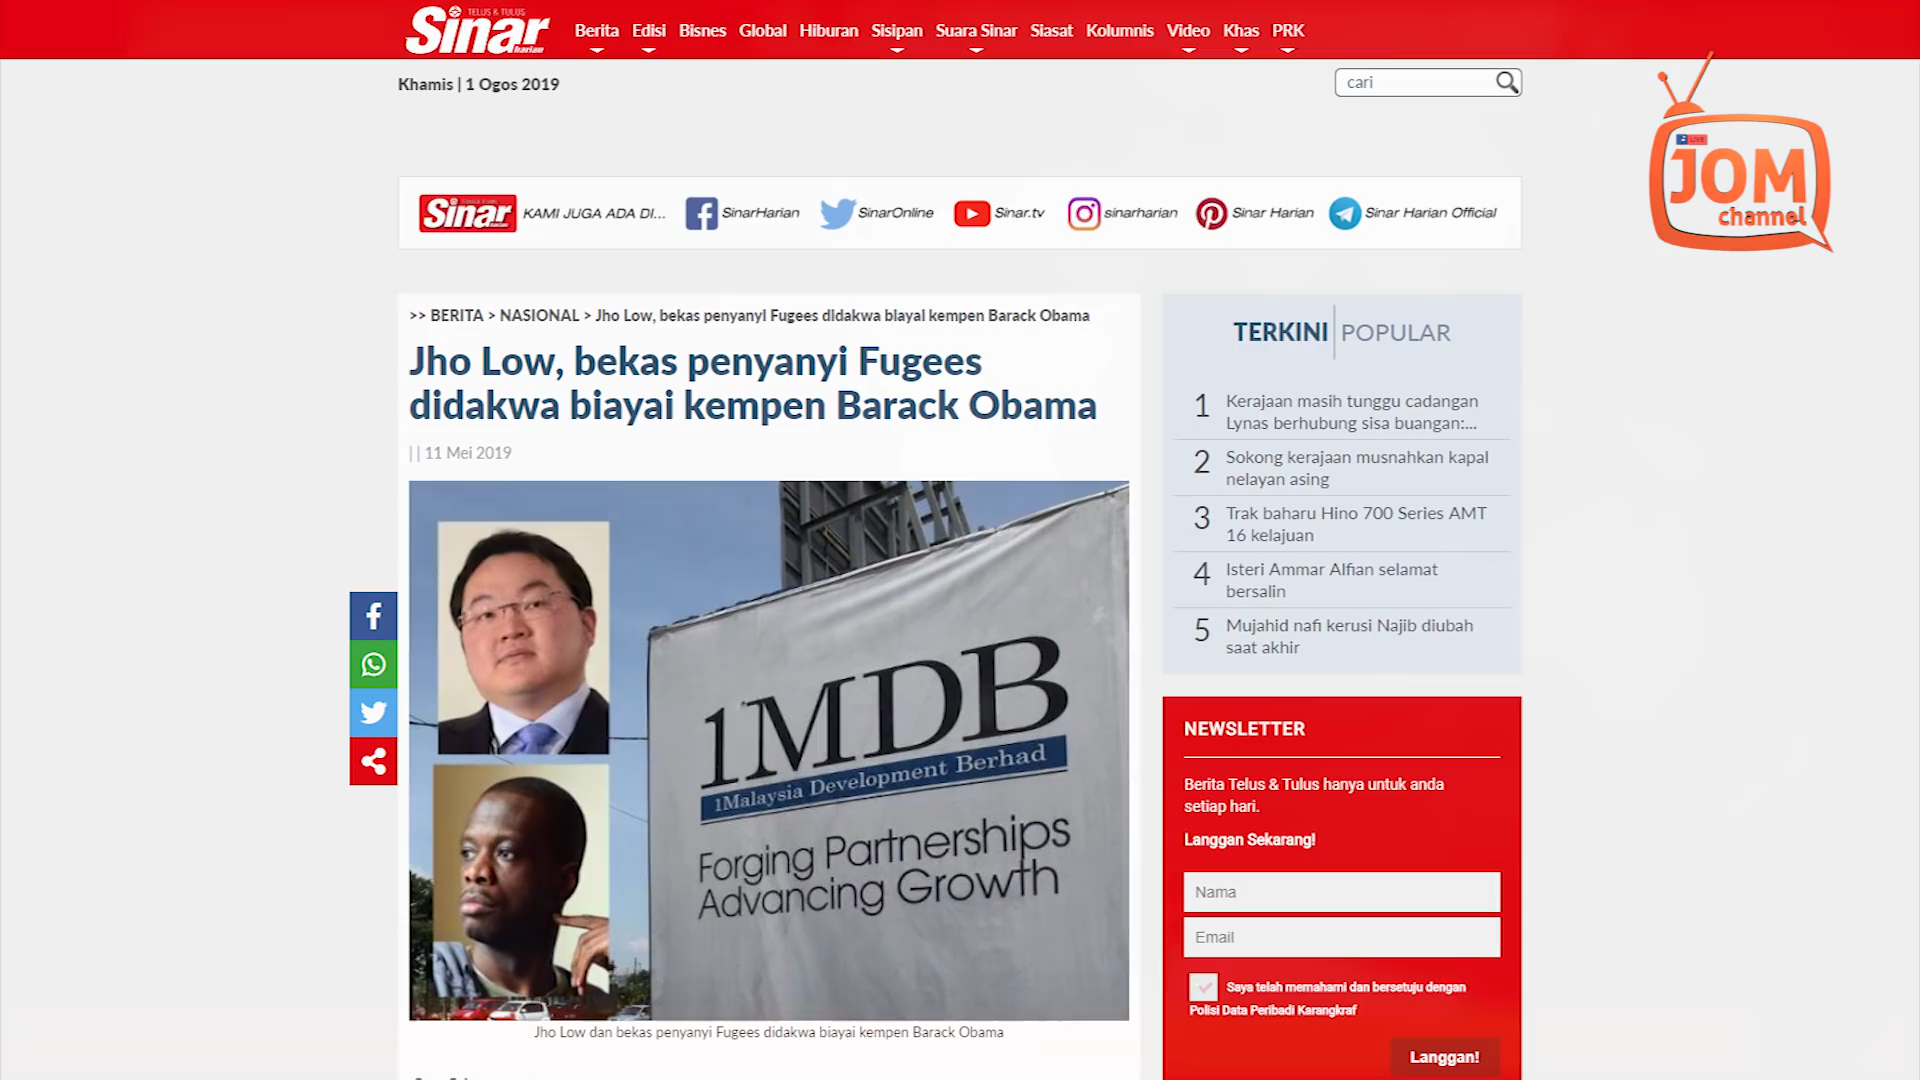 TELUS & TULUS
Sinar
harian
Berita Edisi Bisnes Global Hiburan Sisipan Suara Sinar Siasat Kolumnis Video Khas PRK
Khamis | 1 Ogos 2019
cari
LIVE
JOM
channel
Sinar KAMI JUGA ADA DI... SinarHarian SinarOnline Sinar.tv sinarharian Sinar Harian Sinar Harian Official
>> BERITA > NASIONAL > Jho Low, bekas penyanyi Fugees didakwa biayai kempen Barack Obama
Jho Low, bekas penyanyi Fugees
didakwa biayai kempen Barack Obama
| | 11 Mei 2019
1MDB
1Malaysia Development Berhad
Forging Partnerships
Advancing Growth
Jho Low dan bekas penyanyi Fugees didakwa biayai kempen Barack Obama
TERKINI POPULAR
1 Kerajaan masih tunggu cadangan
Lynas berhubung sisa buangan:...
2 Sokong kerajaan musnahkan kapal
nelayan asing
3 Trak baharu Hino 700 Series AMT
16 kelajuan
4 Isteri Ammar Alfian selamat
bersalin
5 Mujahid nafi kerusi Najib diubah
saat akhir
NEWSLETTER
Berita Telus & Tulus hanya untuk anda
setiap hari.
Langgan Sekarang!
Nama
Email
Saya telah memahami dan bersetuju dengan
Polisi Data Peribadi Karangkraf
Langgan!